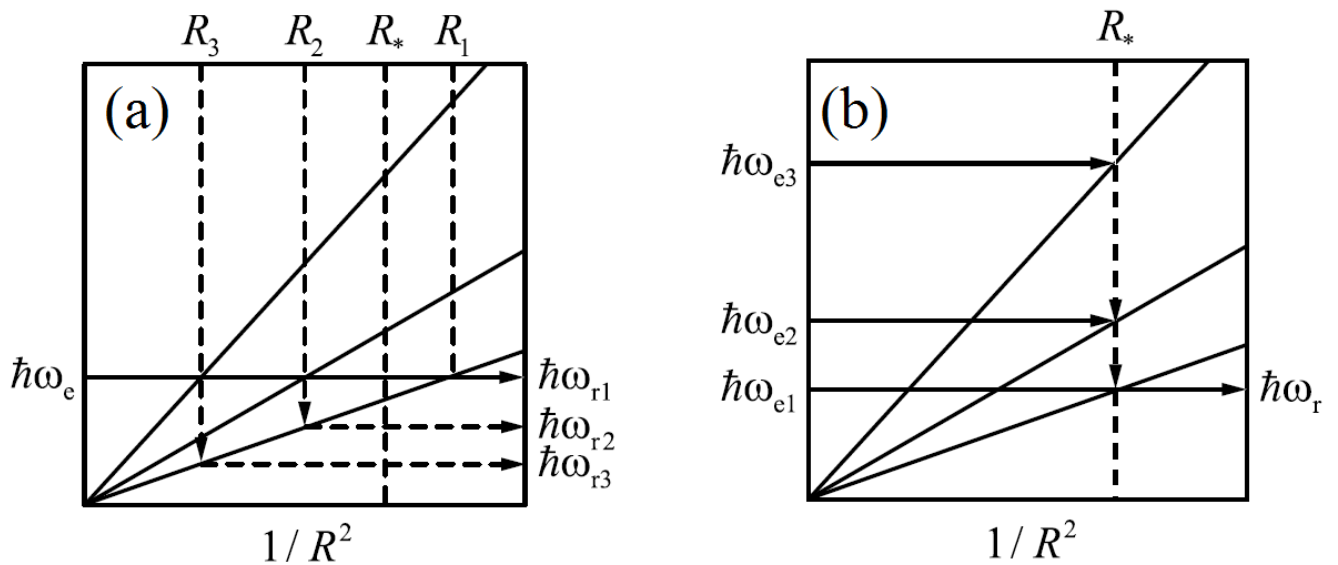 R₃ R₂ R* R₁
(a)
ħωₑ
ħωᵣ₁
ħωᵣ₂
ħωᵣ₃
1 / R²
R*
(b)
ħωₑ₃
ħωₑ₂
ħωₑ₁
ħωᵣ
1 / R²